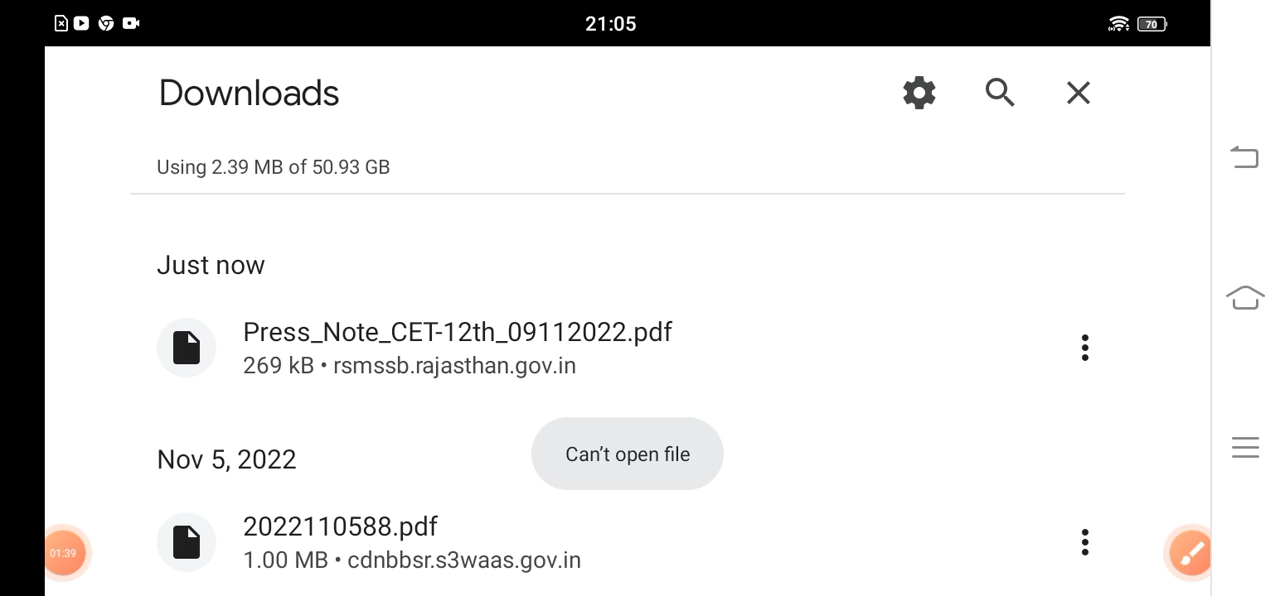 21:05
70
Downloads
Using 2.39 MB of 50.93 GB
Just now
Press_Note_CET-12th_09112022.pdf
269 kB • rsmssb.rajasthan.gov.in
Can't open file
Nov 5, 2022
2022110588.pdf
1.00 MB • cdnbbsr.s3waas.gov.in
01:39